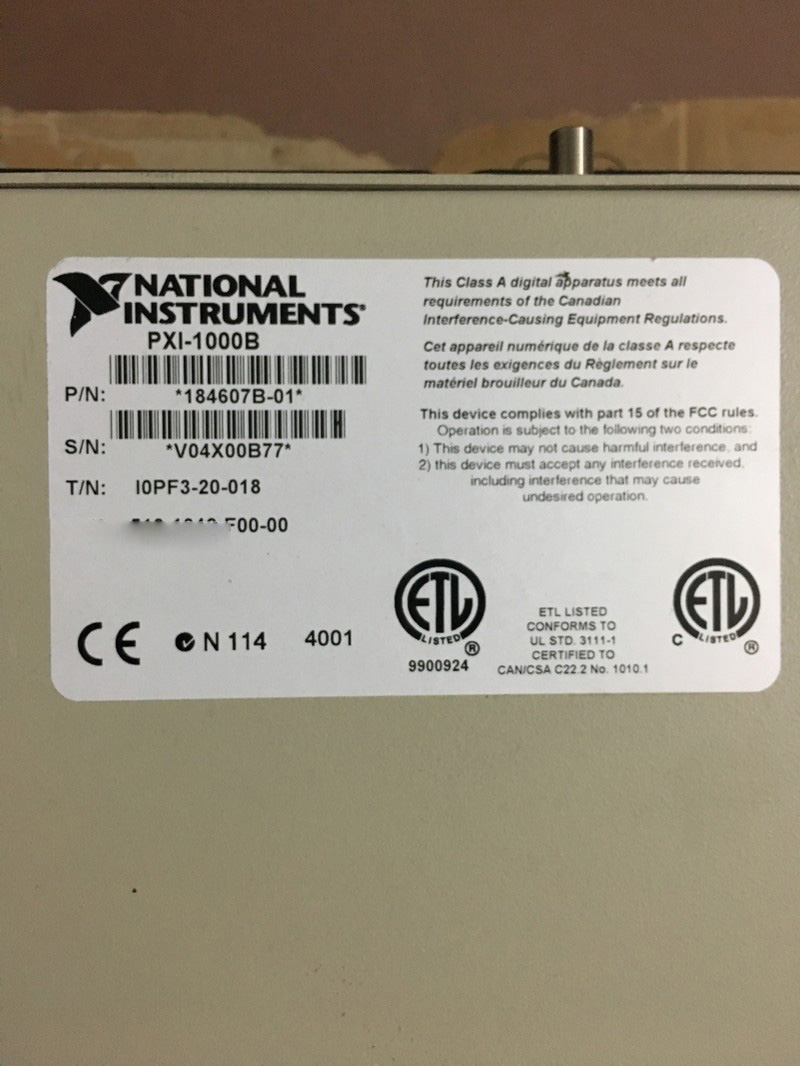 NATIONAL
INSTRUMENTS®
PXI-1000B
P/N: *184607B-01*
S/N: *V04X00B77*
T/N: I0PF3-20-018
F00-00
CE N 114 4001
This Class A digital apparatus meets all
requirements of the Canadian
Interference-Causing Equipment Regulations.
Cet appareil numérique de la classe A respecte
toutes les exigences du Règlement sur le
matériel brouilleur du Canada.
This device complies with part 15 of the FCC rules.
Operation is subject to the following two conditions:
1) This device may not cause harmful interference, and
2) this device must accept any interference received,
including interference that may cause
undesired operation.
ETL
LISTED ®
9900924
ETL LISTED
CONFORMS TO
UL STD. 3111-1
CERTIFIED TO
CAN/CSA C22.2 No. 1010.1
ETL
C LISTED ®